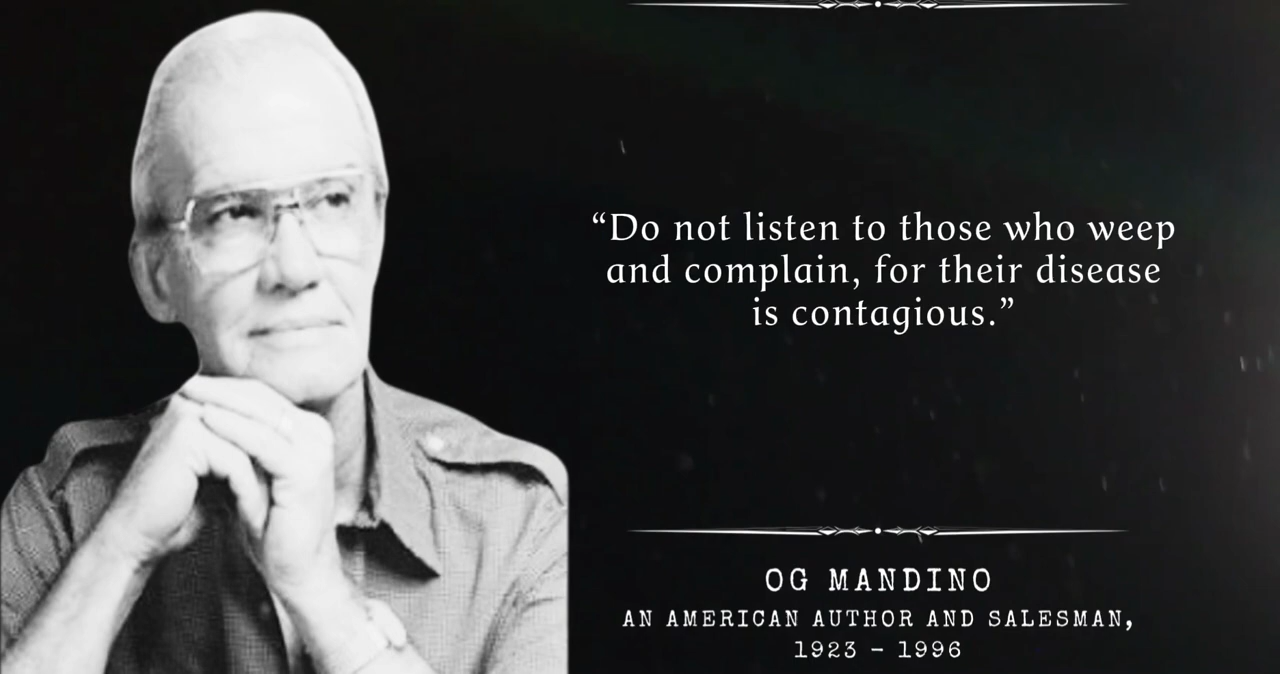 “Do not listen to those who weep
and complain, for their disease
is contagious.”
OG MANDINO
AN AMERICAN AUTHOR AND SALESMAN,
1923 – 1996